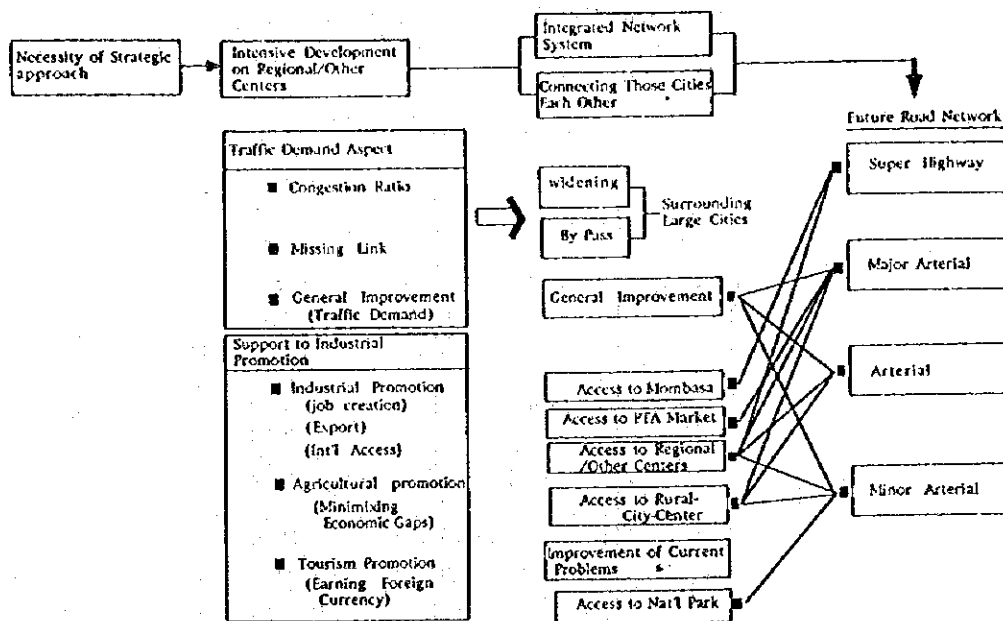 Necessity of Strategic
approach
Intensive Development
on Regional/Other
Centers
Integrated Network
System
Connecting Those Cities
Each Other
Future Road Network
Traffic Demand Aspect
Congestion Ratio
Missing Link
General Improvement
(Traffic Demand)
Support to Industrial
Promotion
Industrial Promotion
(job creation)
(Export)
(Int'l Access)
Agricultural promotion
(Minimixing
Economic Gaps)
Tourism Promotion
(Earning Foreign
Currency)
widening
By Pass
Surrounding
Large Cities
General Improvement
Access to Mombasa
Access to PTA Market
Access to Regional
/Other Centers
Access to Rural-
City-Center
Improvement of Current
Problems
Access to Nat'l Park
Super Highway
Major Arterial
Arterial
Minor Arterial